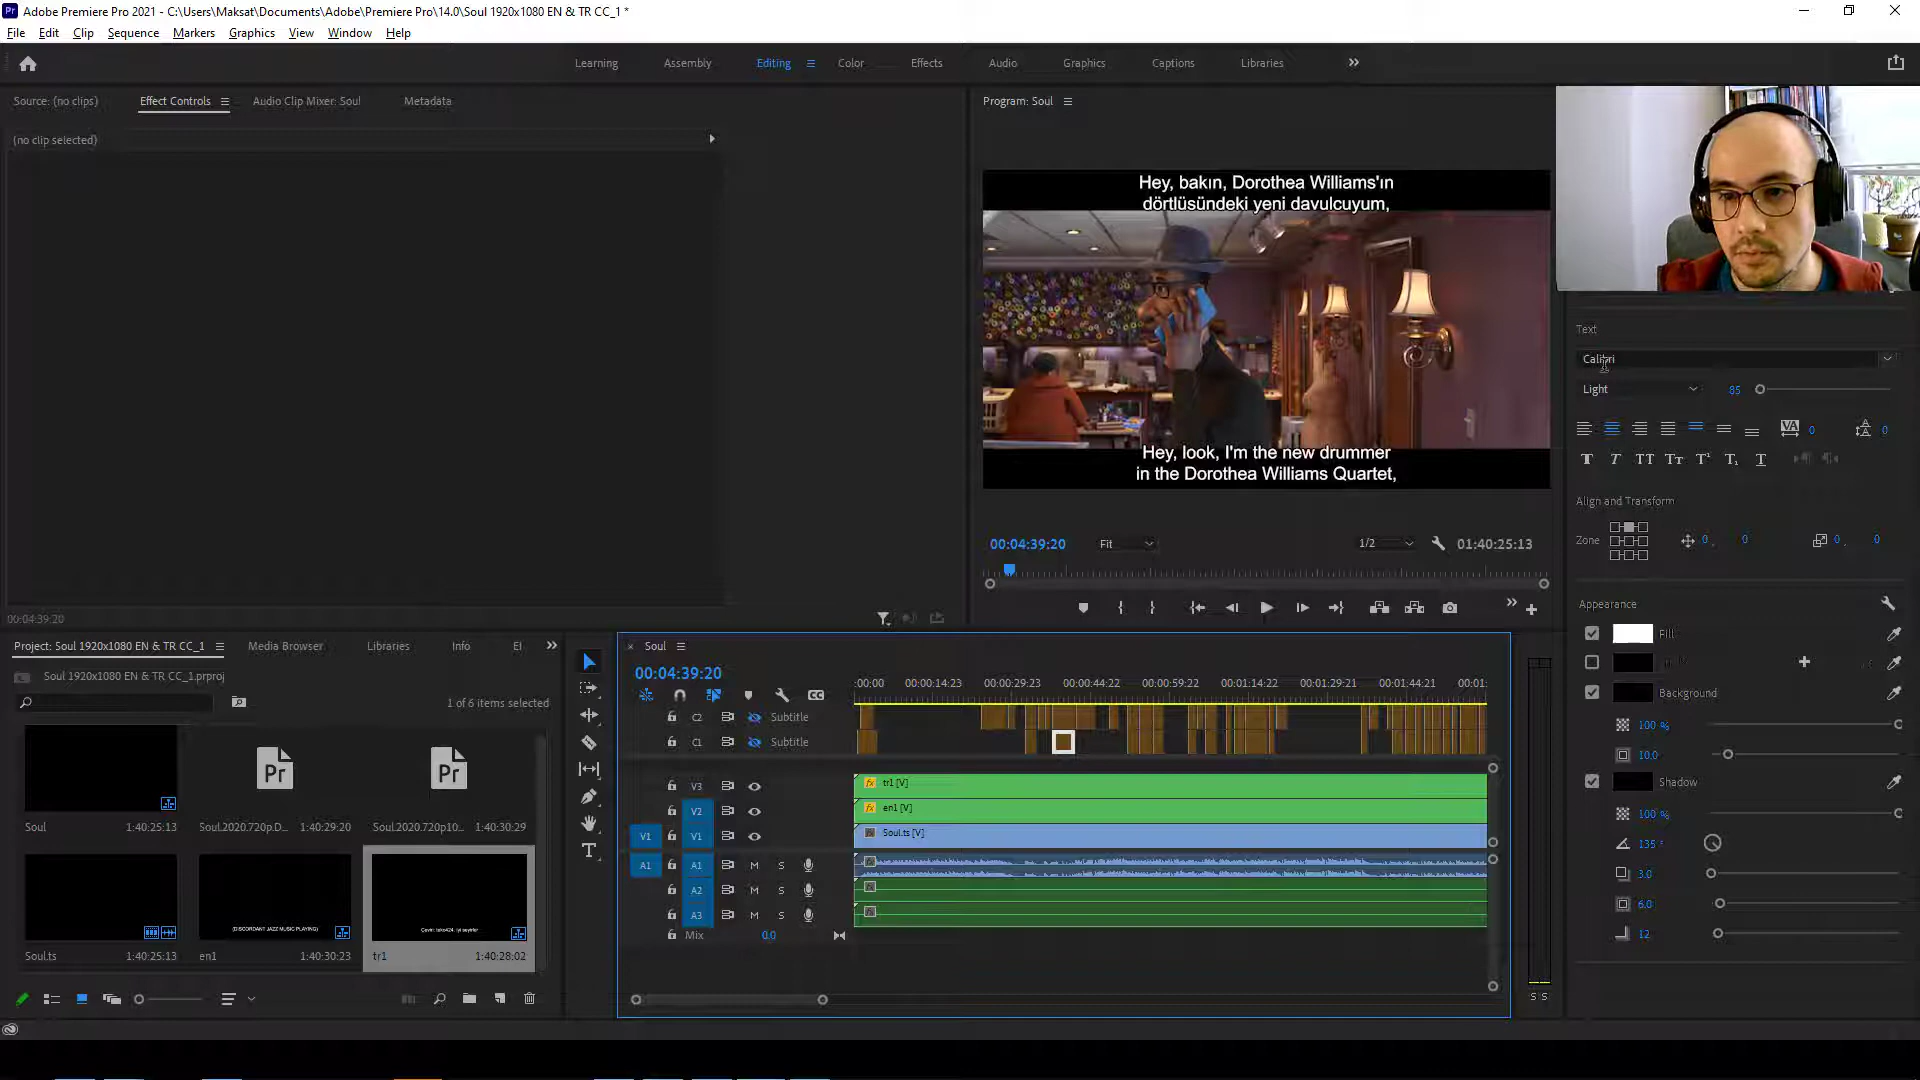 Adobe Premiere Pro 2021 - C:\Users\Maksat\Documents\Adobe\Premiere Pro\14.0\Soul 1920x1080 EN & TR CC_1 *
File Edit Clip Sequence Markers Graphics View Window Help
Learning Assembly Editing Color Effects Audio Graphics Captions Libraries
Source: (no clips) Effect Controls Audio Clip Mixer: Soul Metadata
(no clip selected)
00:04:39:20
Program: Soul
Hey, bakın, Dorothea Williams'ın
dörtlüsündeki yeni davulcuyum,
Hey, look, I'm the new drummer
in the Dorothea Williams Quartet,
00:04:39:20 Fit 1/2 01:40:25:13
Text
Calibri
Light 85
0 0
Align and Transform
Zone 0, 0 0, 0
Appearance
Fill
Background
100 %
10.0
Shadow
100 %
135 °
3.0
6.0
12
Project: Soul 1920x1080 EN & TR CC_1 Media Browser Libraries Info
Soul 1920x1080 EN & TR CC_1.prproj
1 of 6 items selected
Soul 1:40:25:13 Soul.2020.720p.D... 1:40:29:20 Soul.2020.720p10... 1:40:30:29
(DISCORDANT JAZZ MUSIC PLAYING)
Soul.ts 1:40:25:13 en1 1:40:30:23 tr1 1:40:28:02
Soul
00:04:39:20
:00:00 00:00:14:23 00:00:29:23 00:00:44:22 00:00:59:22 00:01:14:22 00:01:29:21 00:01:44:21 00:01:
C2 Subtitle
C1 Subtitle
V3 tr1 [V]
V2 en1 [V]
V1 V1 Soul.ts [V]
A1 A1 M S
A2 M S
A3 M S
Mix 0.0
S S